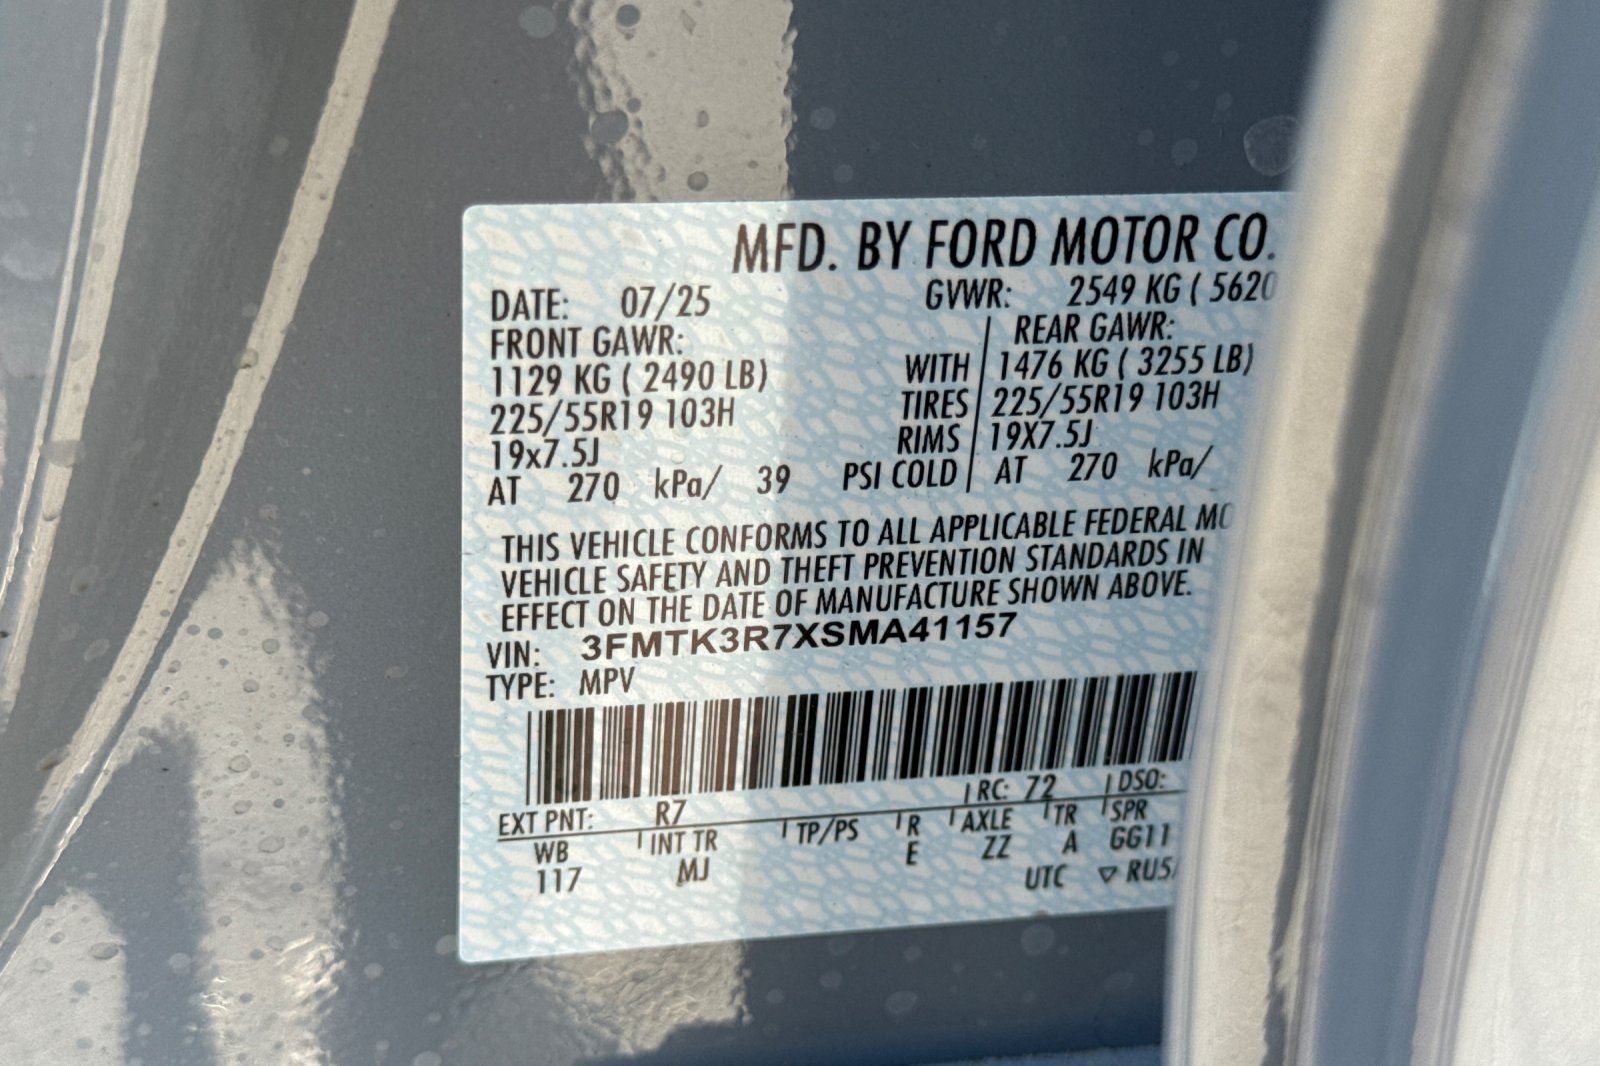 MFD. BY FORD MOTOR CO.
DATE: 07/25 GVWR: 2549 KG ( 5620
FRONT GAWR: REAR GAWR:
1129 KG ( 2490 LB) WITH 1476 KG ( 3255 LB)
225/55R19 103H TIRES 225/55R19 103H
19x7.5J RIMS 19X7.5J
AT 270 kPa/ 39 PSI COLD AT 270 kPa/
THIS VEHICLE CONFORMS TO ALL APPLICABLE FEDERAL MO
VEHICLE SAFETY AND THEFT PREVENTION STANDARDS IN
EFFECT ON THE DATE OF MANUFACTURE SHOWN ABOVE.
VIN: 3FMTK3R7XSMA41157
TYPE: MPV
EXT PNT: R7 RC: 72 DSO:
WB INT TR TP/PS R AXLE TR SPR
117 MJ E ZZ A GG11
UTC ▽ RU5/